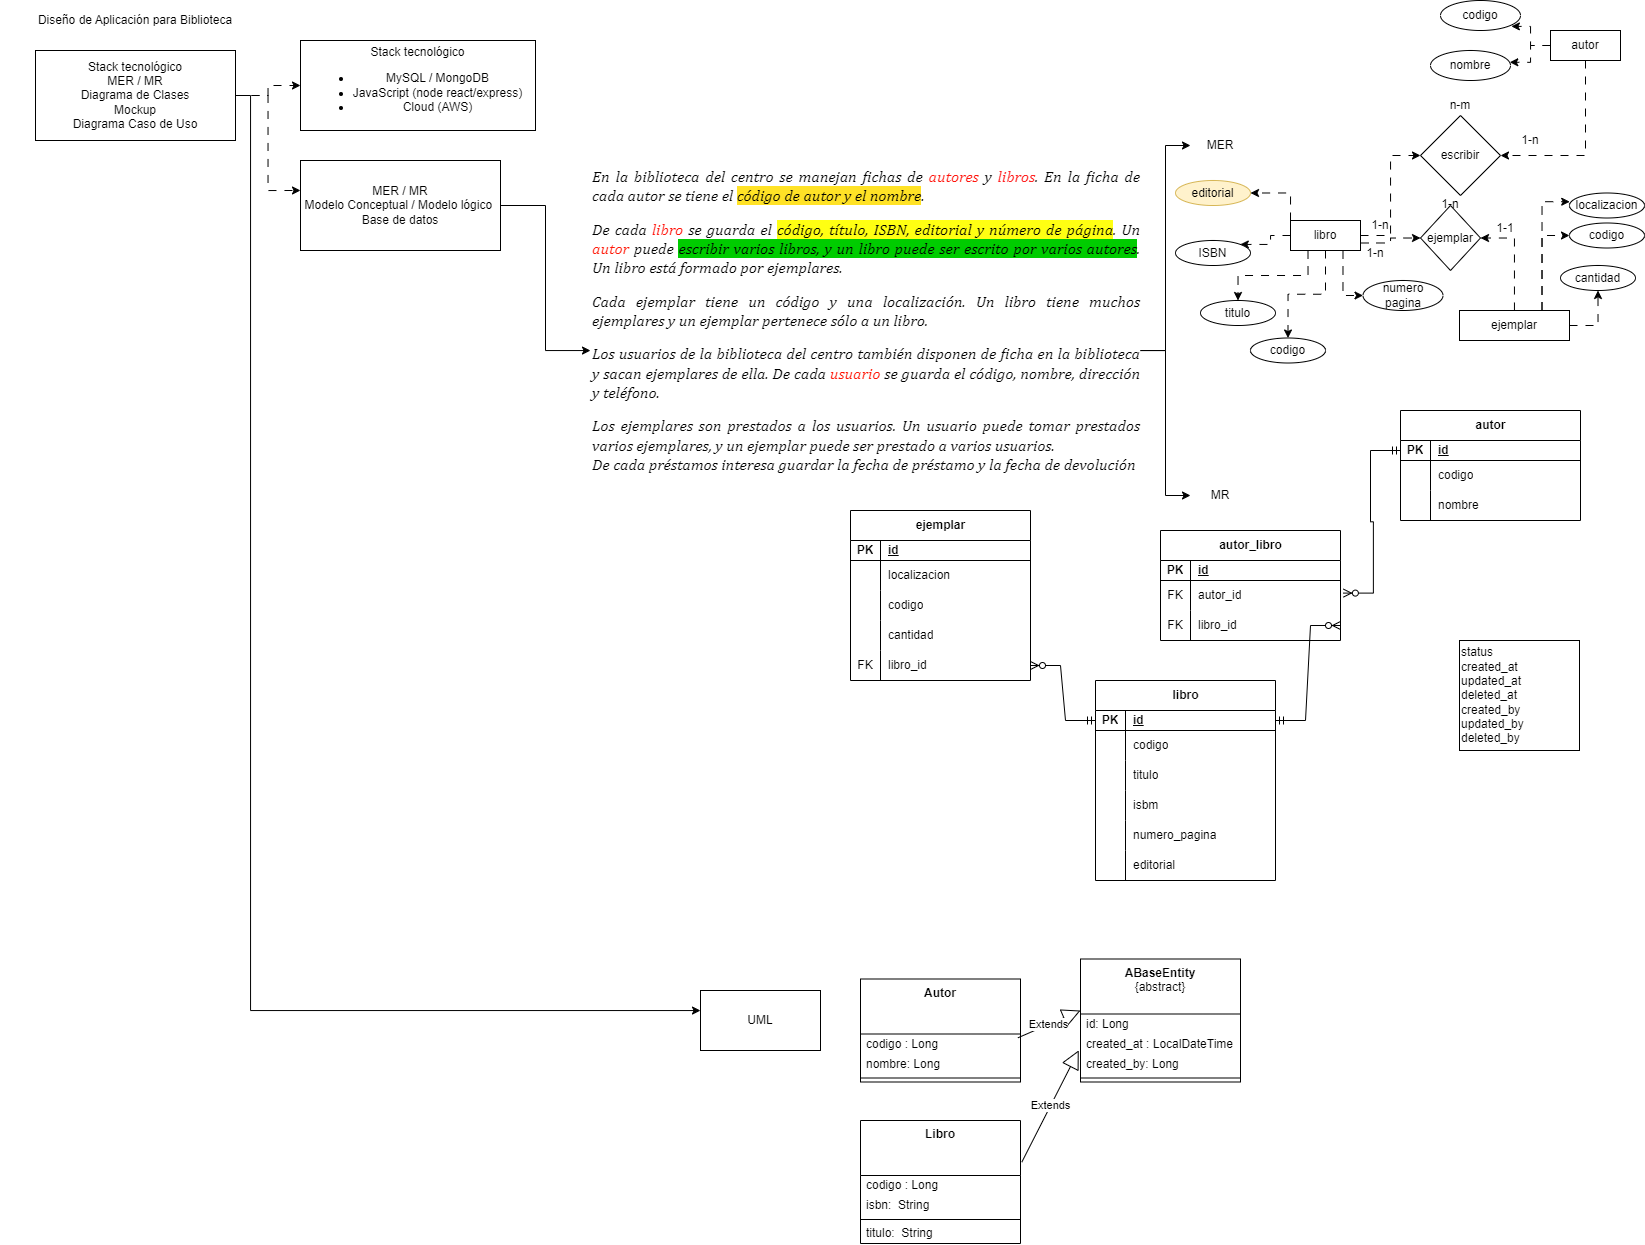 Diseño de Aplicación para Biblioteca
Stack tecnológico
MER / MR
Diagrama de Clases
Mockup
Diagrama Caso de Uso
Stack tecnológico
MySQL / MongoDB
JavaScript (node react/express)
Cloud (AWS)
MER / MR
Modelo Conceptual / Modelo lógico
Base de datos
En la biblioteca del centro se manejan fichas de autores y libros. En la ficha de
cada autor se tiene el código de autor y el nombre.
De cada libro se guarda el código, título, ISBN, editorial y número de página. Un
autor puede escribir varios libros, y un libro puede ser escrito por varios autores.
Un libro está formado por ejemplares.
Cada ejemplar tiene un código y una localización. Un libro tiene muchos
ejemplares y un ejemplar pertenece sólo a un libro.
Los usuarios de la biblioteca del centro también disponen de ficha en la biblioteca
y sacan ejemplares de ella. De cada usuario se guarda el código, nombre, dirección
y teléfono.
Los ejemplares son prestados a los usuarios. Un usuario puede tomar prestados
varios ejemplares, y un ejemplar puede ser prestado a varios usuarios.
De cada préstamos interesa guardar la fecha de préstamo y la fecha de devolución
MER
codigo
autor
nombre
n-m
escribir
1-n
editorial
1-n
libro
1-n
1-n
ejemplar
1-1
localizacion
codigo
ISBN
cantidad
numero
pagina
titulo
codigo
ejemplar
MR
autor
PK id
codigo
nombre
ejemplar
PK id
localizacion
codigo
cantidad
FK libro_id
autor_libro
PK id
FK autor_id
FK libro_id
libro
PK id
codigo
titulo
isbm
numero_pagina
editorial
status
created_at
updated_at
deleted_at
created_by
updated_by
deleted_by
UML
Autor
codigo : Long
nombre: Long
Extends
ABaseEntity
{abstract}
id: Long
created_at : LocalDateTime
created_by: Long
Extends
Libro
codigo : Long
isbn:  String
titulo:  String